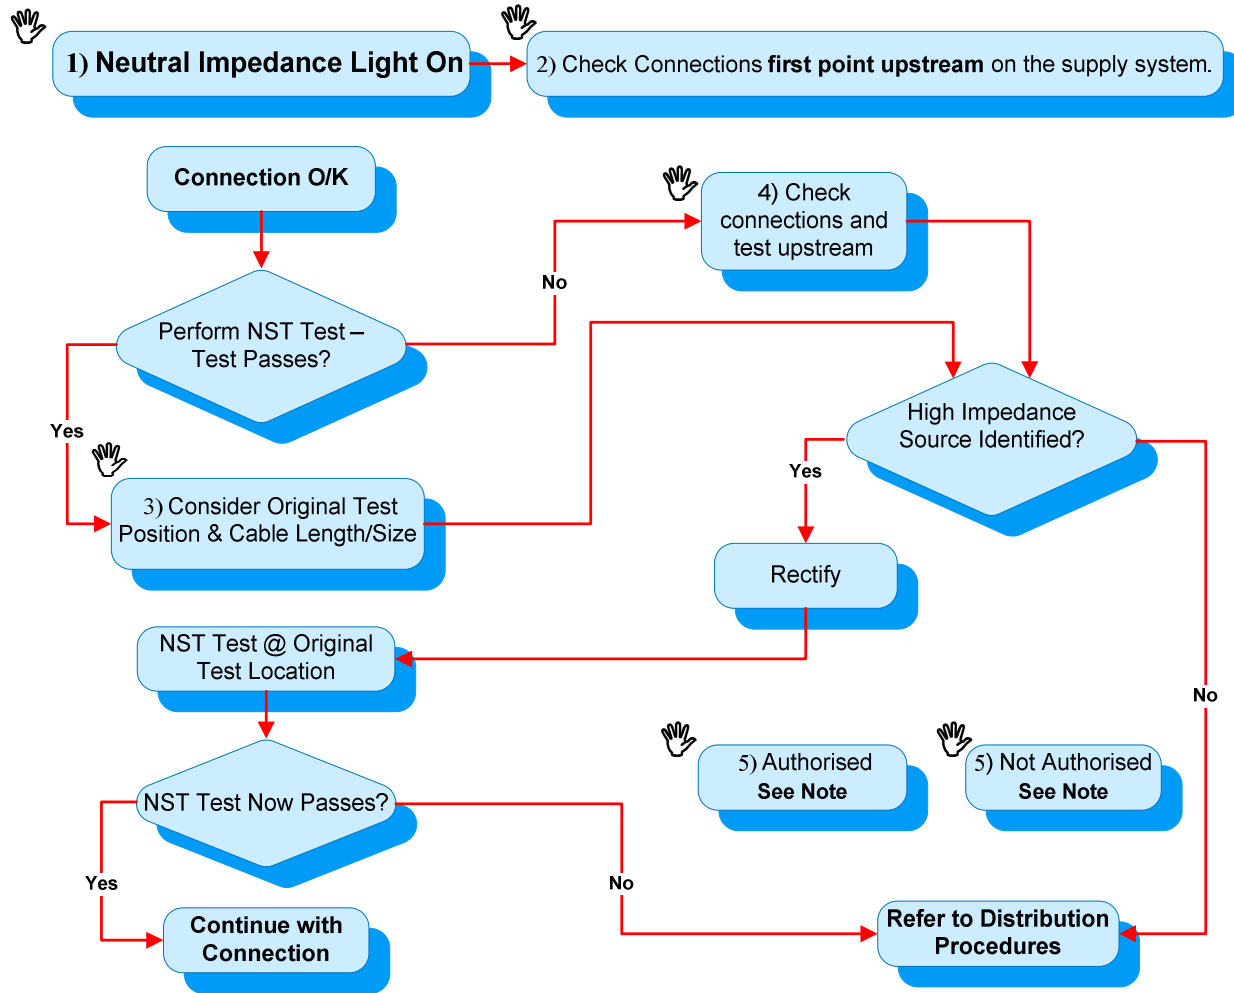 1) Neutral Impedance Light On
2) Check Connections first point upstream on the supply system.
Connection O/K
4) Check
connections and
test upstream
No
Perform NST Test –
Test Passes?
Yes
High Impedance
Source Identified?
Yes
3) Consider Original Test
Position & Cable Length/Size
Rectify
NST Test @ Original
Test Location
No
5) Authorised
See Note
5) Not Authorised
See Note
NST Test Now Passes?
Yes
No
Continue with
Connection
Refer to Distribution
Procedures